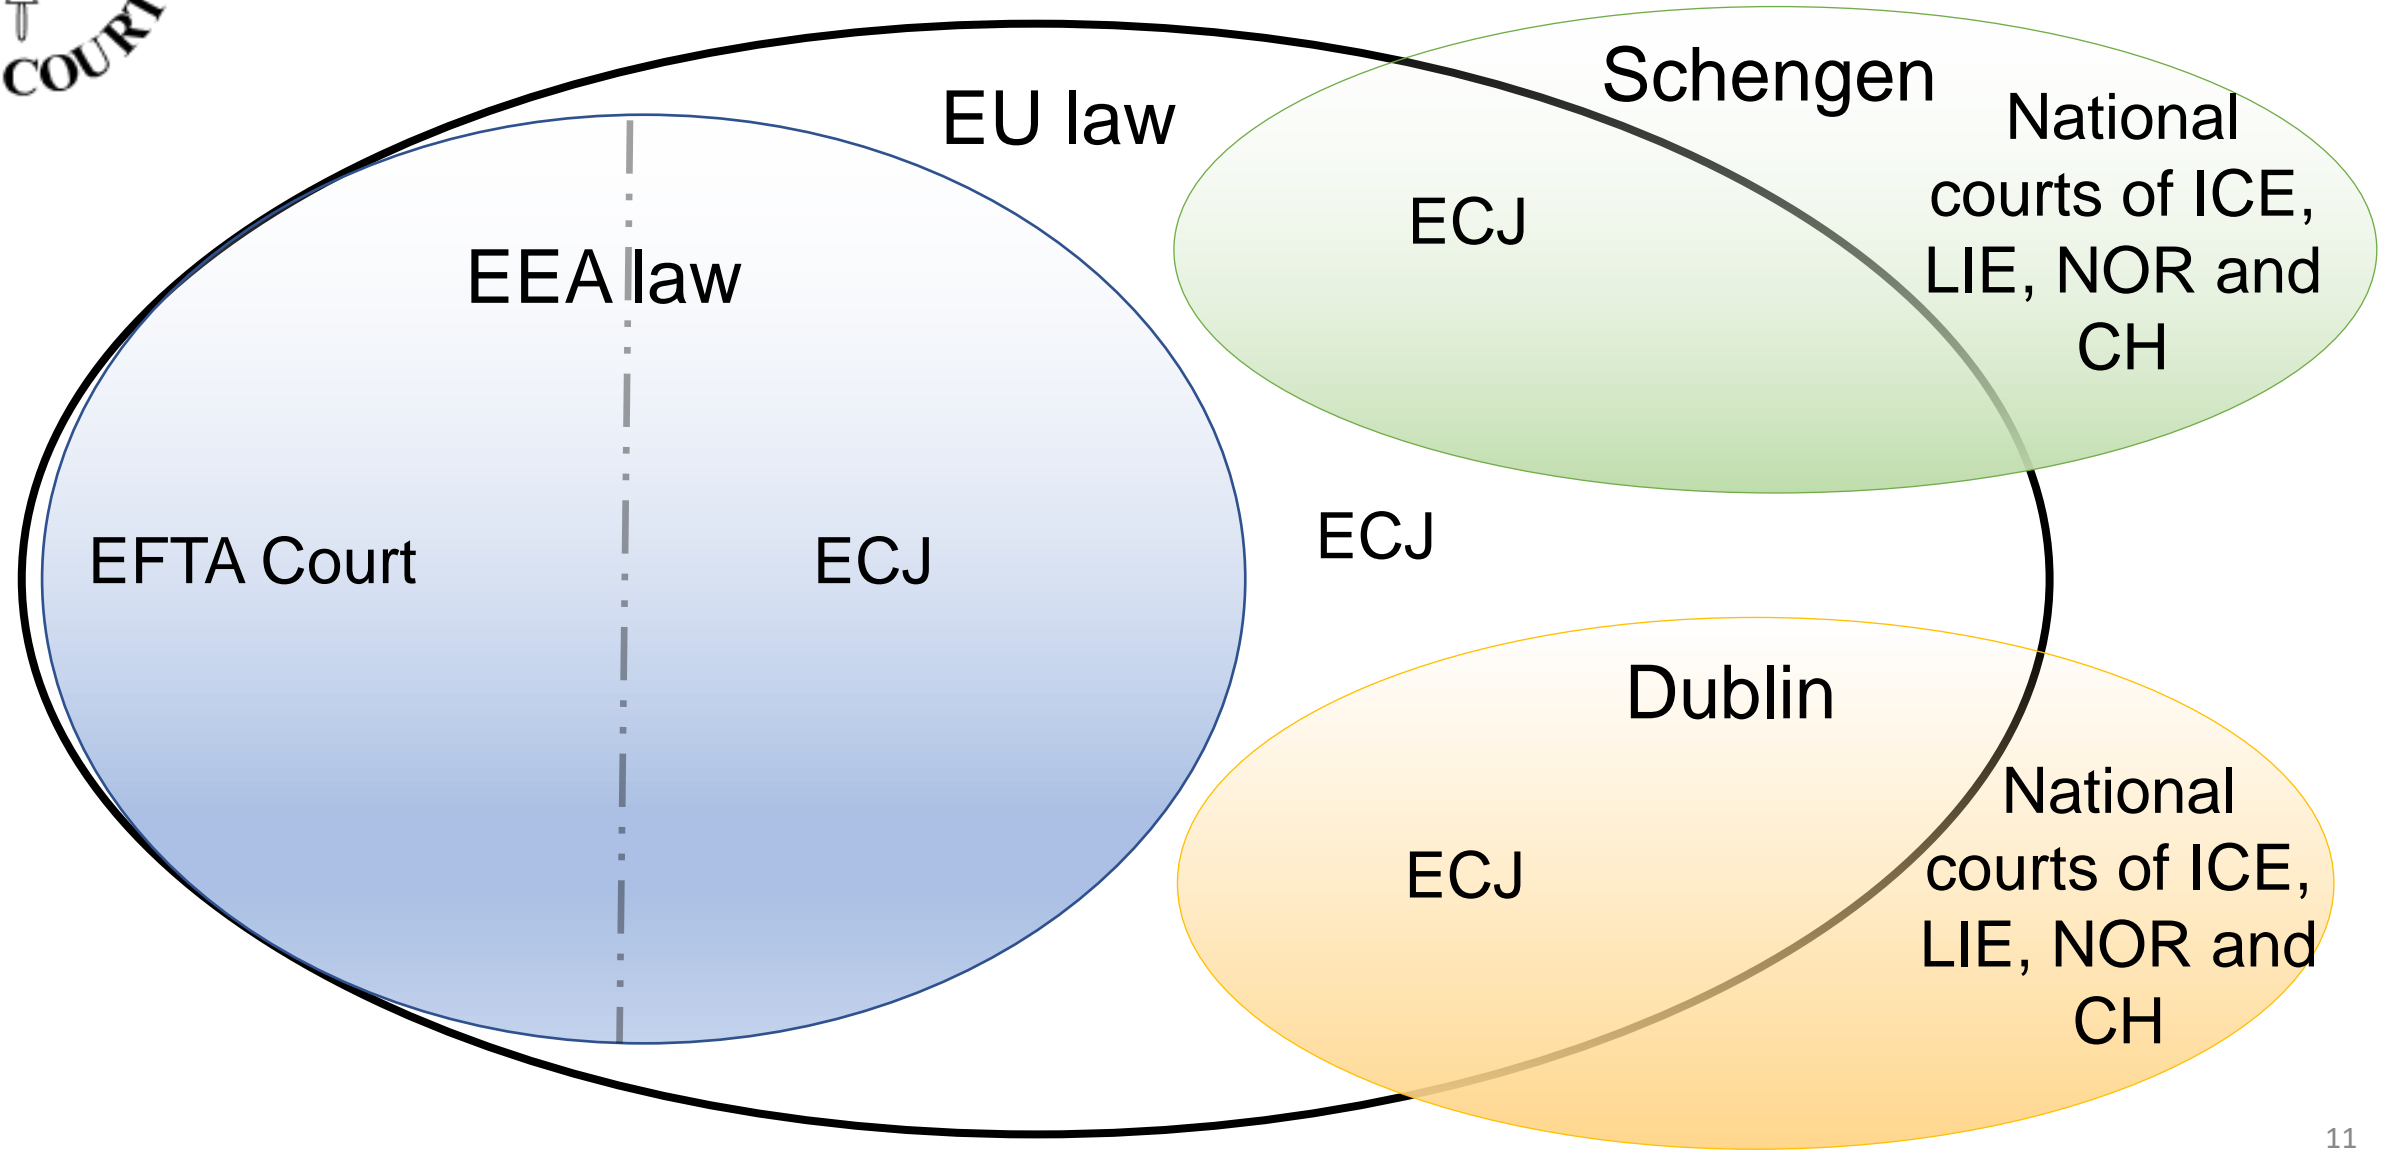 COURT
EU law
Schengen
National
courts of ICE,
LIE, NOR and
CH
ECJ
EEA law
EFTA Court
ECJ
ECJ
Dublin
National
courts of ICE,
LIE, NOR and
CH
ECJ
11